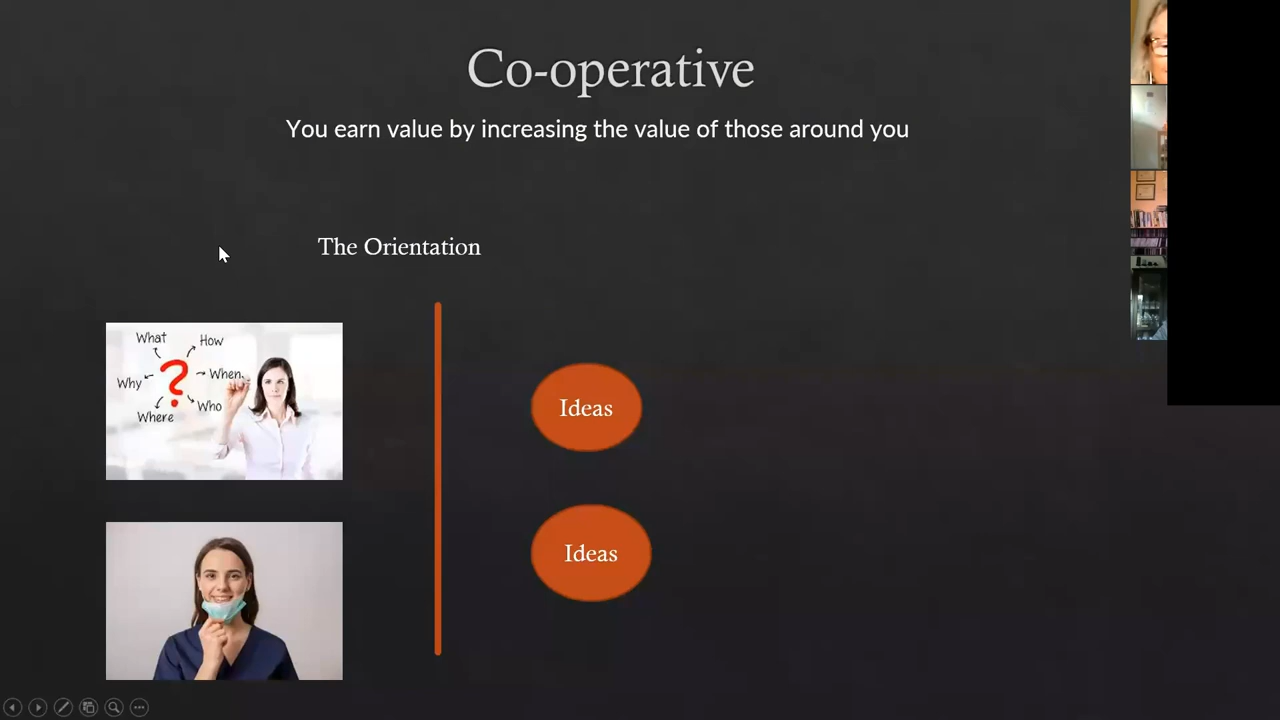 Co-operative
You earn value by increasing the value of those around you
The Orientation
What
How
Why
When
Where
Who
?
Ideas
Ideas